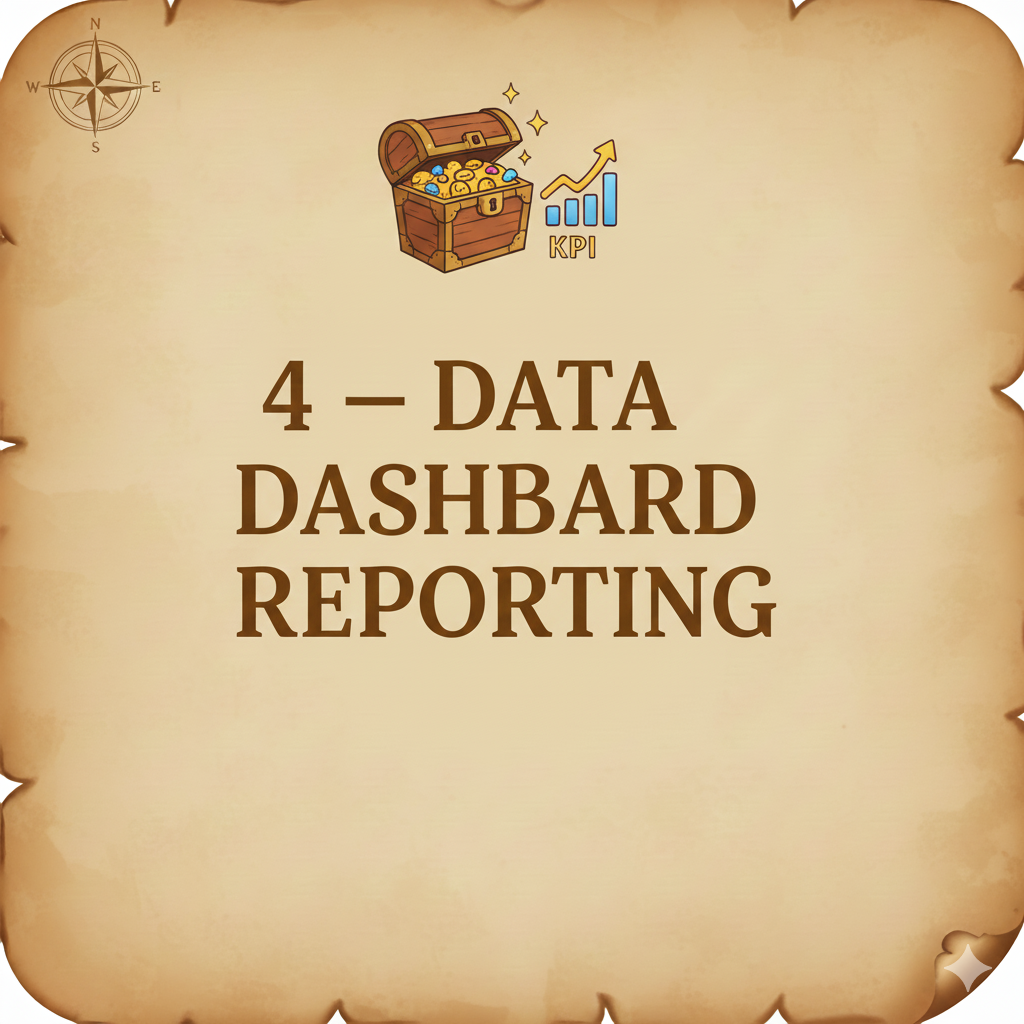 N
W E
S
KPI
4 — DATA
DASHBARD
REPORTING